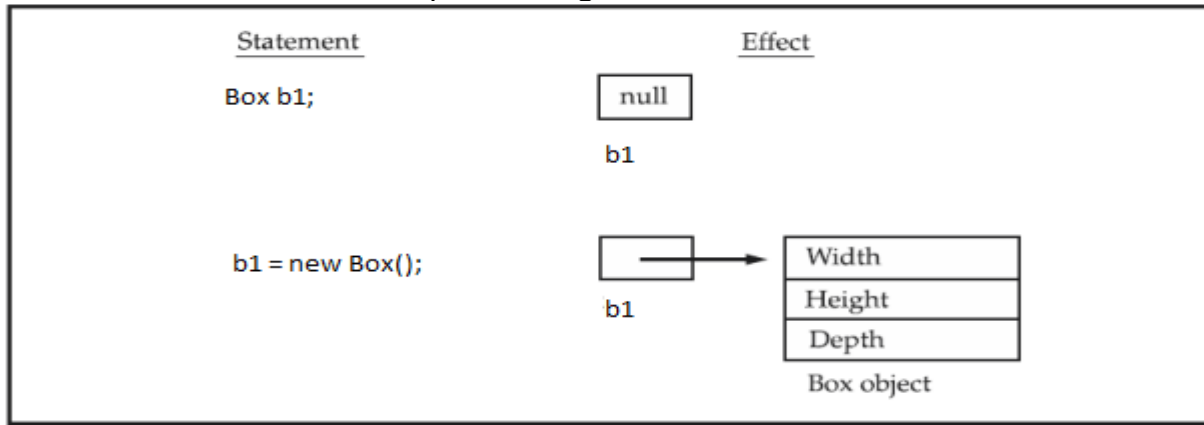 Statement Effect
Box b1; null
b1
b1 = new Box(); Width
b1 Height
Depth
Box object